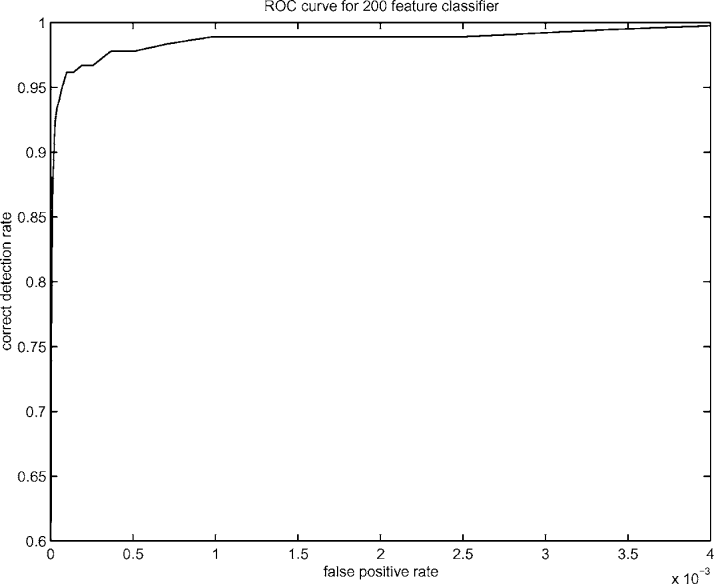 ROC curve for 200 feature classifier
1
0.95
0.9
0.85
0.8
0.75
0.7
0.65
0.6
correct detection rate
0 0.5 1 1.5 2 2.5 3 3.5 4
false positive rate
x 10⁻³